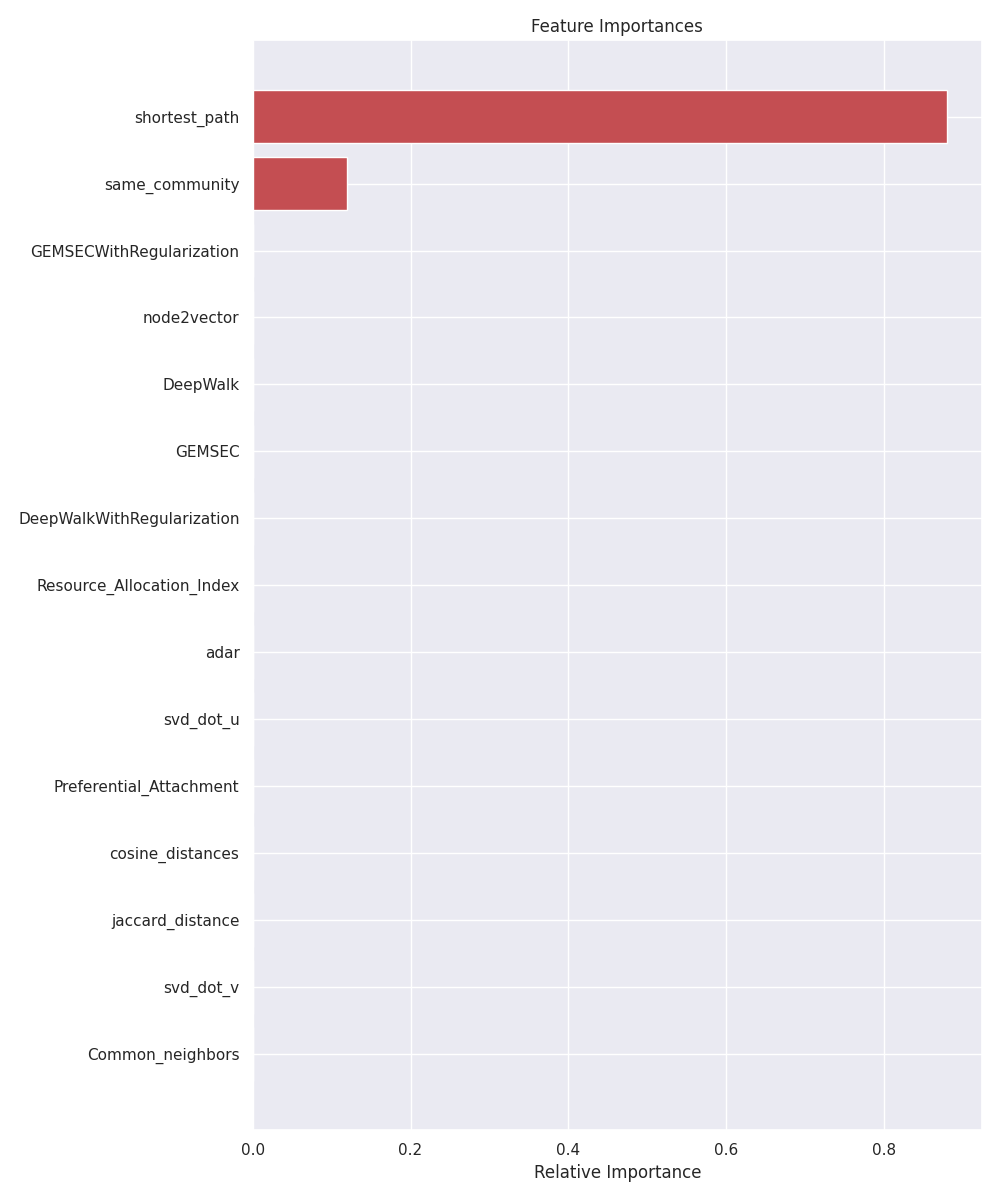 Feature Importances
shortest_path
same_community
GEMSECWithRegularization
node2vector
DeepWalk
GEMSEC
DeepWalkWithRegularization
Resource_Allocation_Index
adar
svd_dot_u
Preferential_Attachment
cosine_distances
jaccard_distance
svd_dot_v
Common_neighbors
0.0 0.2 0.4 0.6 0.8
Relative Importance